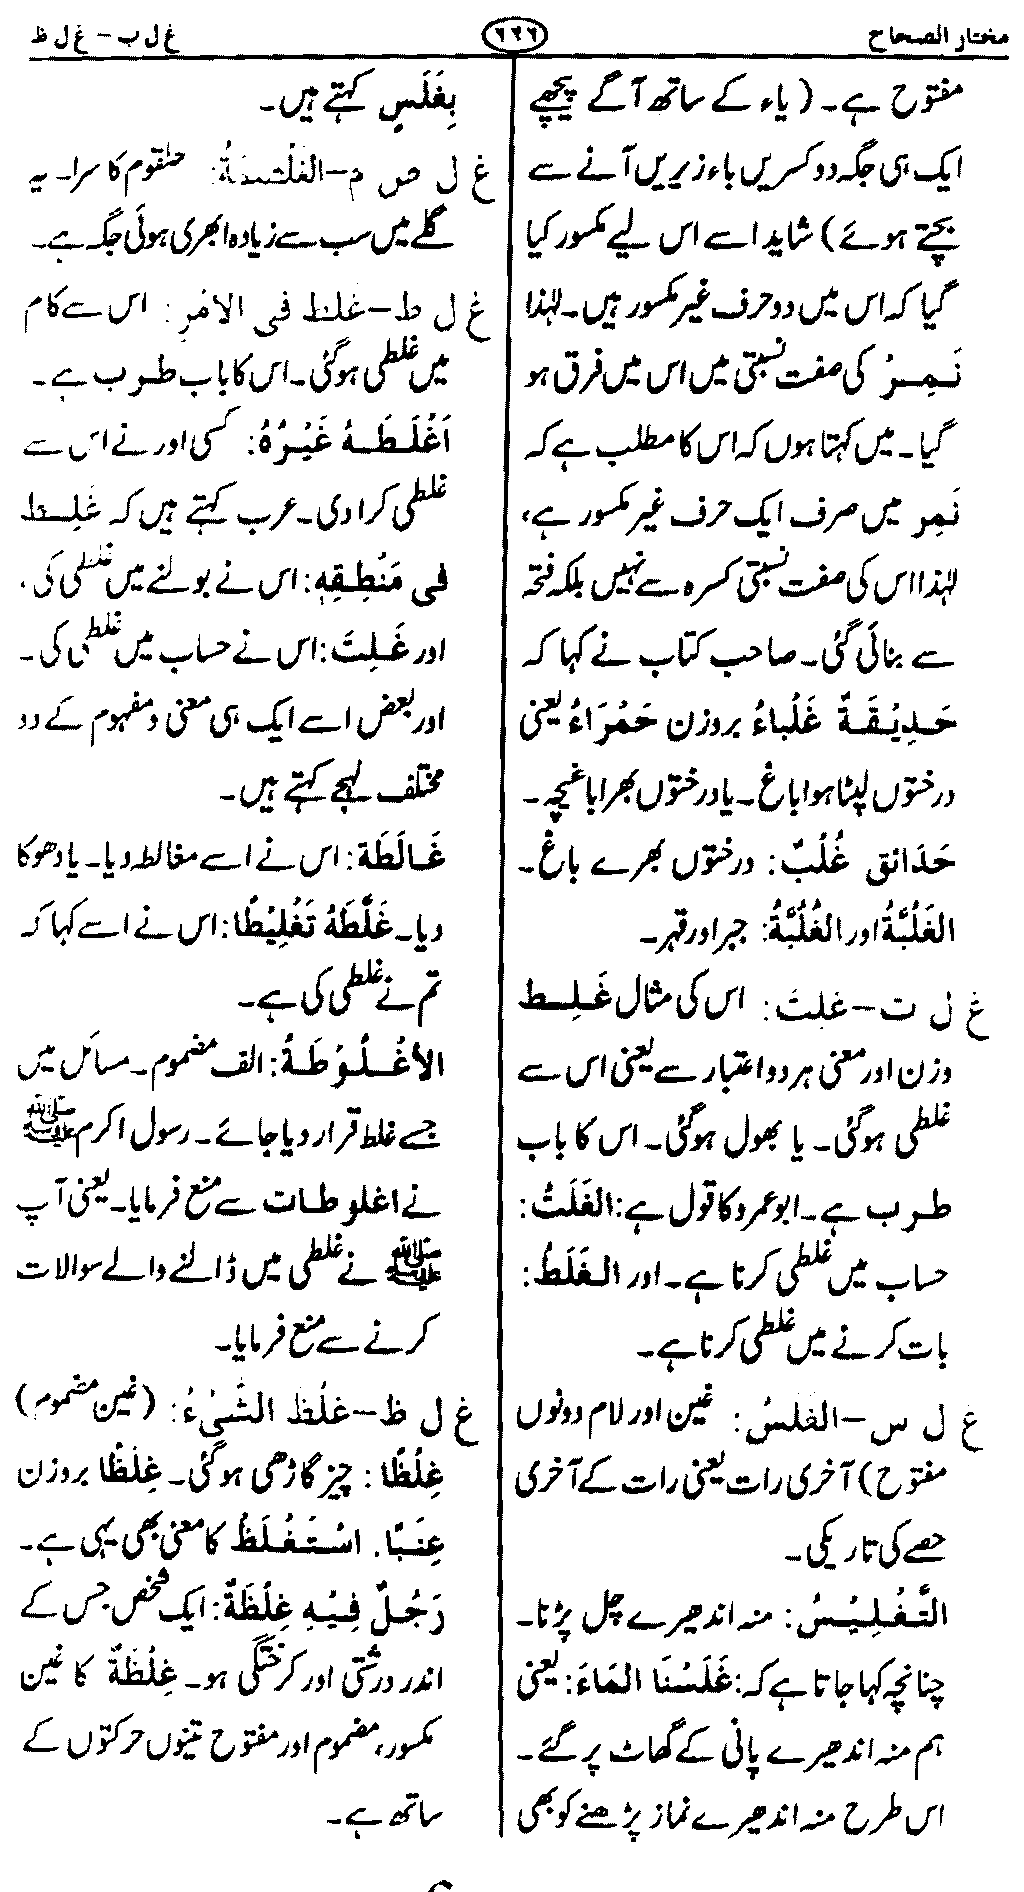 مختار الصحاح
۶۶۶
غ ل ب - غ ل ظ
مفتوح ہے۔ (یاء کے ساتھ آگے پیچھے
ایک ہی جگہ دو کسریں یاء زیریں آنے سے
بچتے ہوئے) شاید اسے اس لیے مکسور کیا
گیا کہ اس میں دو حرف غیر مکسور ہیں۔ لہٰذا
نَمِرٌ کی صفت نسبتی میں اس میں فرق ہو
گیا۔ میں کہتا ہوں کہ اس کا مطلب ہے کہ
نَمِر میں صرف ایک حرف غیر مکسور ہے،
لہٰذا اس کی صفت نسبتی کسرہ سے نہیں بلکہ فتحہ
سے بنائی گئی۔ صاحب کتاب نے کہا کہ
حَدِیْقَةٌ غَلْبَاءُ بروزن حَمْرَاءُ یعنی
درختوں لپٹا ہوا باغ۔ یا درختوں بھرا باغیچہ۔
حَدَائق غُلْبٌ: درختوں بھرے باغ۔
الغَلُبَّةُ اور الغُلُبَّةُ: جبر اور قہر۔
غ ل ت - غَلِتَ: اس کی مثال غَلِطَ
وزن اور معنی ہر دو اعتبار سے یعنی اس سے
غلطی ہوگئی۔ یا بھول ہوگئی۔ اس کا باب
طرب ہے۔ ابو عمرو کا قول ہے: الغَلَتُ:
حساب میں غلطی کرنا ہے۔ اور الغَلَطُ:
بات کرنے میں غلطی کرنا ہے۔
غ ل س - الغَلَسُ: غین اور لام دونوں
مفتوح) آخری رات یعنی رات کے آخری
حصے کی تاریکی۔
التَّغْلِیْسُ: منہ اندھیرے چل پڑنا۔
چنانچہ کہا جاتا ہے کہ: غَلَسْنَا المَاءَ: یعنی
ہم منہ اندھیرے پانی کے گھاٹ پر گئے۔
اس طرح منہ اندھیرے نماز پڑھنے کو بھی
بِغَلَسٍ کہتے ہیں۔
غ ل ص م - الغَلْصَمَةُ: حلقوم کا سرا۔ یہ
گلے میں سب سے زیادہ ابھری ہوئی جگہ ہے۔
غ ل ط - غَلِطَ فی الامْرِ: اس سے کام
میں غلطی ہوگئی۔ اس کا باب طرب ہے۔
اَغْلَطَهُ غَیْرُهُ: کسی اور نے اس سے
غلطی کرا دی۔ عرب کہتے ہیں کہ غَلِطَ
فی مَنْطِقِهِ: اس نے بولنے میں غلطی کی،
اور غَلِتَ: اس نے حساب میں غلطی کی۔
اور بعض اسے ایک ہی معنی و مفہوم کے دو
مختلف لہجے کہتے ہیں۔
غَالَطَهُ: اس نے اسے مغالطہ دیا۔ یا دھوکا
دیا۔ غَلَّطَهُ تَغْلِیْطًا: اس نے اسے کہا کہ
تم نے غلطی کی ہے۔
الأُغْلُوْطَةُ: الف مضموم۔ مسائل میں
جسے غلط قرار دیا جائے۔ رسول اکرم ﷺ
نے اغلوطات سے منع فرمایا۔ یعنی آپ
ﷺ نے غلطی میں ڈالنے والے سوالات
کرنے سے منع فرمایا۔
غ ل ظ - غَلُظَ الشَّیْءُ: (غین مضموم)
غِلْظًا: چیز گاڑھی ہوگئی۔ غِلَظًا بروزن
عِنَبًا. اسْتَغْلَظَ کا معنی بھی یہی ہے۔
رَجُلٌ فِیْهِ غِلْظَةٌ: ایک شخص جس کے
اندر درشتی اور کرختگی ہو۔ غِلْظَةٌ کا غین
مکسور، مضموم اور مفتوح تینوں حرکتوں کے
ساتھ ہے۔